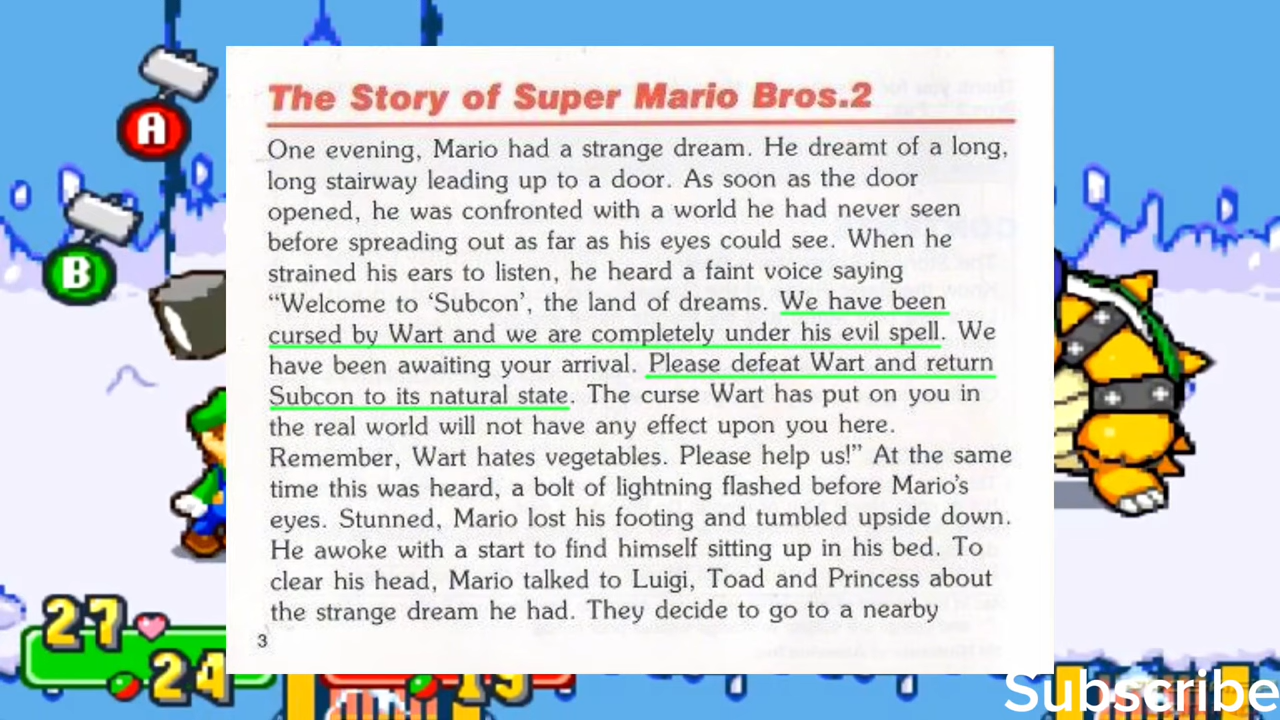 A
B
The Story of Super Mario Bros.2
One evening, Mario had a strange dream. He dreamt of a long,
long stairway leading up to a door. As soon as the door
opened, he was confronted with a world he had never seen
before spreading out as far as his eyes could see. When he
strained his ears to listen, he heard a faint voice saying
“Welcome to ‘Subcon’, the land of dreams. We have been
cursed by Wart and we are completely under his evil spell. We
have been awaiting your arrival. Please defeat Wart and return
Subcon to its natural state. The curse Wart has put on you in
the real world will not have any effect upon you here.
Remember, Wart hates vegetables. Please help us!” At the same
time this was heard, a bolt of lightning flashed before Mario’s
eyes. Stunned, Mario lost his footing and tumbled upside down.
He awoke with a start to find himself sitting up in his bed. To
clear his head, Mario talked to Luigi, Toad and Princess about
the strange dream he had. They decide to go to a nearby
3
27
24
Subscribe